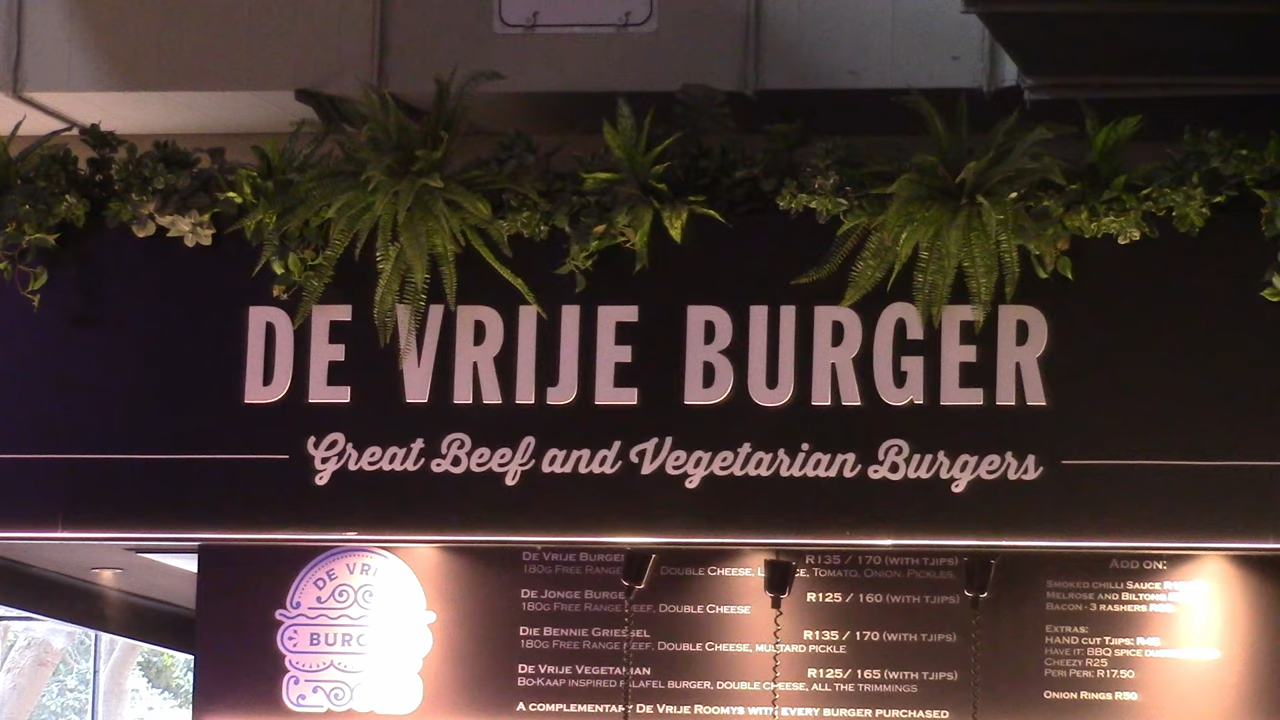 DE VRIJE BURGER
Great Beef and Vegetarian Burgers
DE VRIJE
BURGER
De Vrije Burger R135 / 170 (with tjips)
180g Free Range Beef, Double Cheese, Tomato, Onion, Pickles,
De Jonge Burger R125 / 160 (with tjips)
180g Free Range Beef, Double Cheese
Die Bennie Griessel R135 / 170 (with tjips)
180g Free Range Beef, Double Cheese, mustard pickle
De Vrije Vegetarian R125/ 165 (with tjips)
Bo-Kaap inspired falafel burger, double cheese, all the trimmings
A complementary De Vrije Roomys with every burger purchased
Add on:
Smoked chilli Sauce
Melrose and Biltong
Bacon - 3 rashers
Extras:
HAND cut Tjips:
Have it: BBQ spice
Cheezy R25
Peri Peri: R17.50
Onion Rings R50